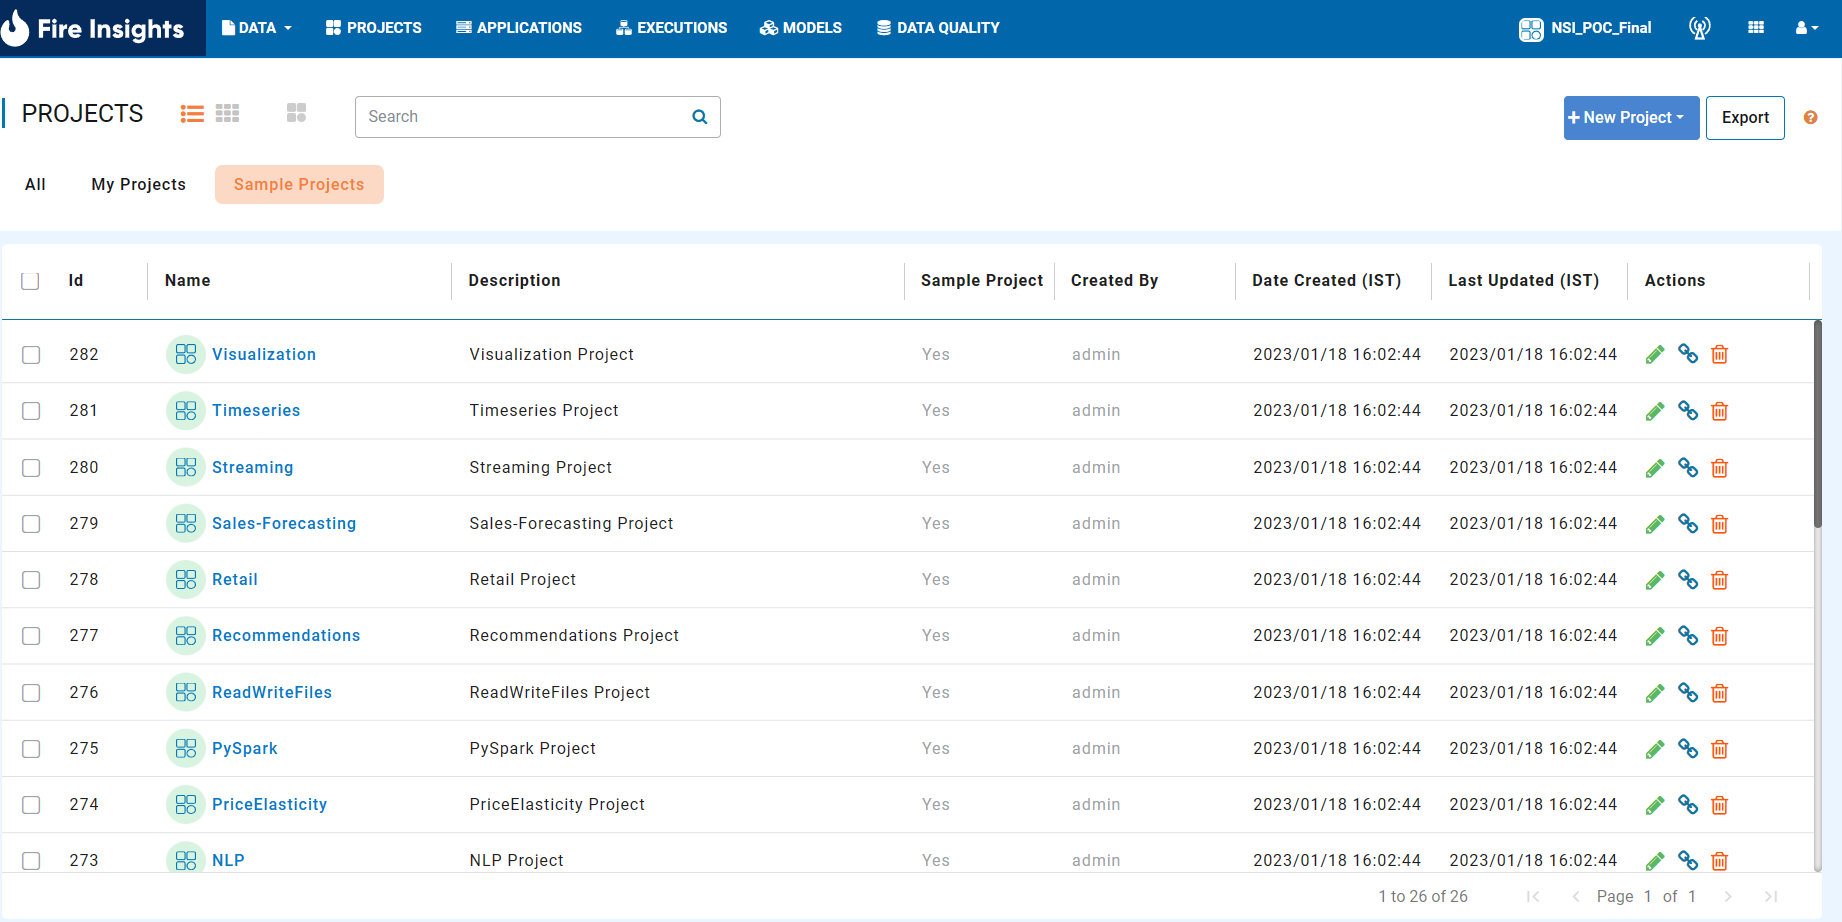 Fire Insights DATA PROJECTS APPLICATIONS EXECUTIONS MODELS DATA QUALITY NSI_POC_Final
PROJECTS Search + New Project Export ?
All My Projects Sample Projects
Id Name Description Sample Project Created By Date Created (IST) Last Updated (IST) Actions
282 Visualization Visualization Project Yes admin 2023/01/18 16:02:44 2023/01/18 16:02:44
281 Timeseries Timeseries Project Yes admin 2023/01/18 16:02:44 2023/01/18 16:02:44
280 Streaming Streaming Project Yes admin 2023/01/18 16:02:44 2023/01/18 16:02:44
279 Sales-Forecasting Sales-Forecasting Project Yes admin 2023/01/18 16:02:44 2023/01/18 16:02:44
278 Retail Retail Project Yes admin 2023/01/18 16:02:44 2023/01/18 16:02:44
277 Recommendations Recommendations Project Yes admin 2023/01/18 16:02:44 2023/01/18 16:02:44
276 ReadWriteFiles ReadWriteFiles Project Yes admin 2023/01/18 16:02:44 2023/01/18 16:02:44
275 PySpark PySpark Project Yes admin 2023/01/18 16:02:44 2023/01/18 16:02:44
274 PriceElasticity PriceElasticity Project Yes admin 2023/01/18 16:02:44 2023/01/18 16:02:44
273 NLP NLP Project Yes admin 2023/01/18 16:02:44 2023/01/18 16:02:44
1 to 26 of 26 Page 1 of 1